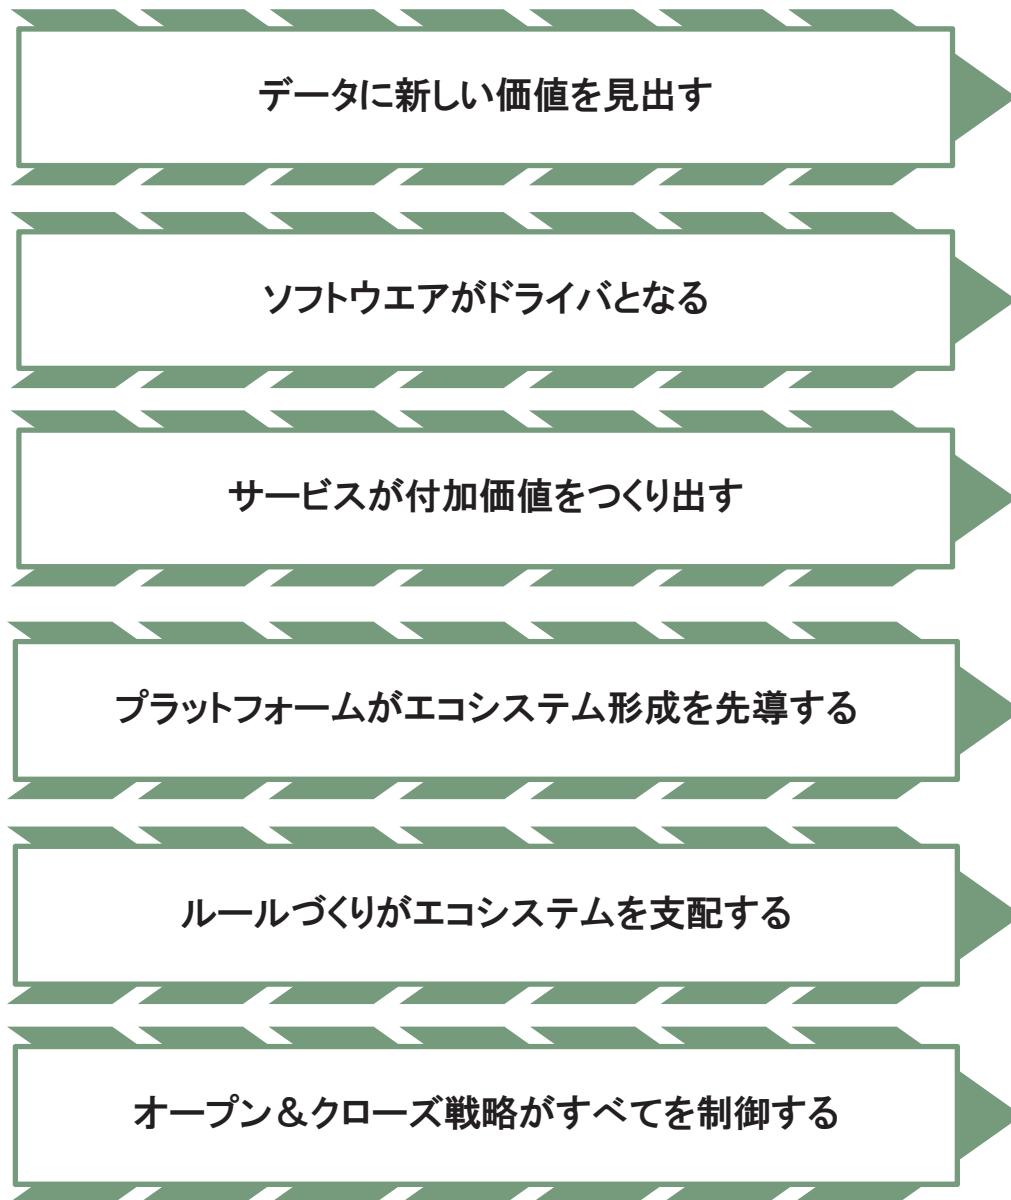 データに新しい価値を見出す
ソフトウエアがドライバとなる
サービスが付加価値をつくり出す
プラットフォームがエコシステム形成を先導する
ルールづくりがエコシステムを支配する
オープン＆クローズ戦略がすべてを制御する